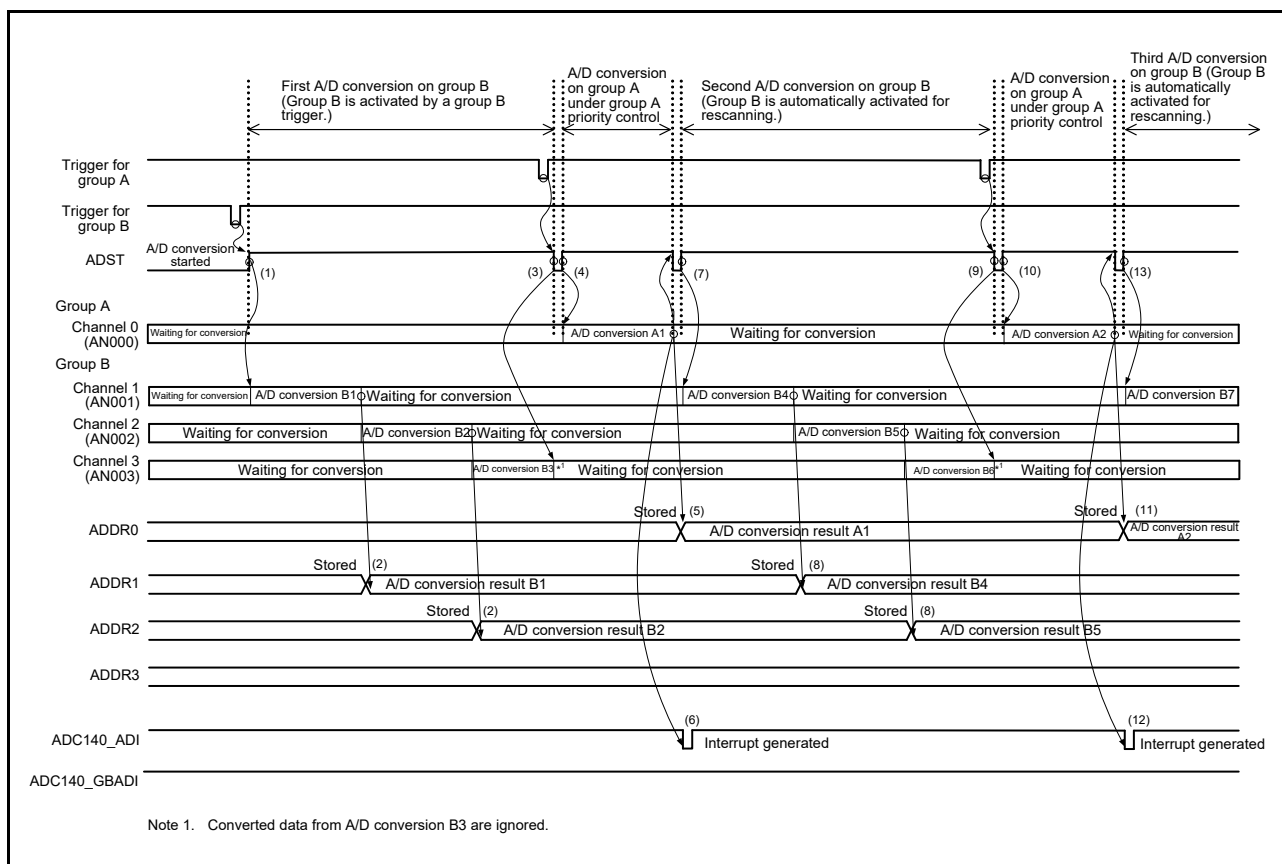 First A/D conversion on group B
(Group B is activated by a group B
trigger.)
A/D conversion
on group A
under group A
priority control
Second A/D conversion on group B
(Group B is automatically activated for
rescanning.)
A/D conversion
on group A
under group A
priority control
Third A/D conversion
on group B (Group B
is automatically
activated for
rescanning.)
Trigger for
group A
Trigger for
group B
ADST
A/D conversion
started
(1)
(3)
(4)
(7)
(9)
(10)
(13)
Group A
Channel 0
(AN000)
Waiting for conversion
A/D conversion A1
Waiting for conversion
A/D conversion A2
Waiting for conversion
Group B
Channel 1
(AN001)
Waiting for conversion
A/D conversion B1
Waiting for conversion
A/D conversion B4
Waiting for conversion
A/D conversion B7
Channel 2
(AN002)
Waiting for conversion
A/D conversion B2
Waiting for conversion
A/D conversion B5
Waiting for conversion
Channel 3
(AN003)
Waiting for conversion
A/D conversion B3 *1
Waiting for conversion
A/D conversion B6*1
Waiting for conversion
ADDR0
Stored
(5)
A/D conversion result A1
Stored
(11)
A/D conversion result
A2
ADDR1
Stored
(2)
A/D conversion result B1
Stored
(8)
A/D conversion result B4
ADDR2
Stored
(2)
A/D conversion result B2
Stored
(8)
A/D conversion result B5
ADDR3
ADC140_ADI
(6)
Interrupt generated
(12)
Interrupt generated
ADC140_GBADI
Note 1. Converted data from A/D conversion B3 are ignored.